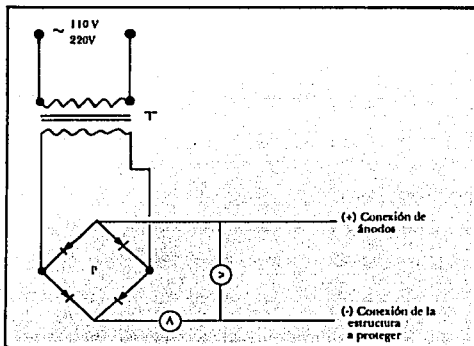 ~ 110 V
220V
T
(+) Conexión de
ánodos
P
V
A
(-) Conexión de la
estructura
a proteger